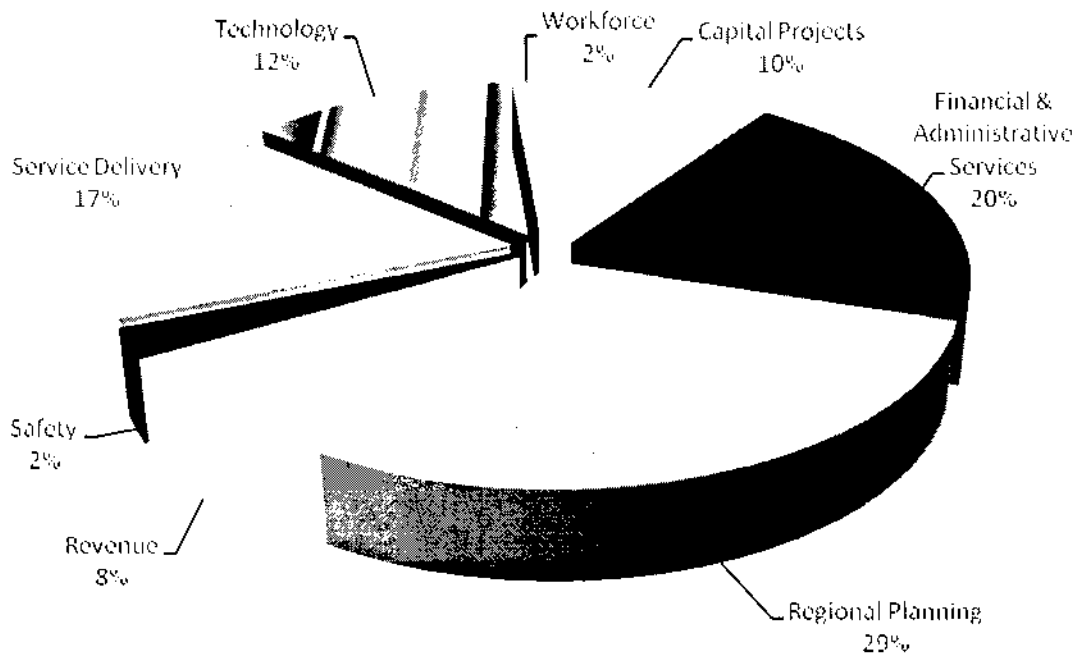 Technology
12%
Workforce
2%
Capital Projects
10%
Financial &
Administrative
Services
20%
Service Delivery
17%
Safety
2%
Revenue
8%
Regional Planning
29%